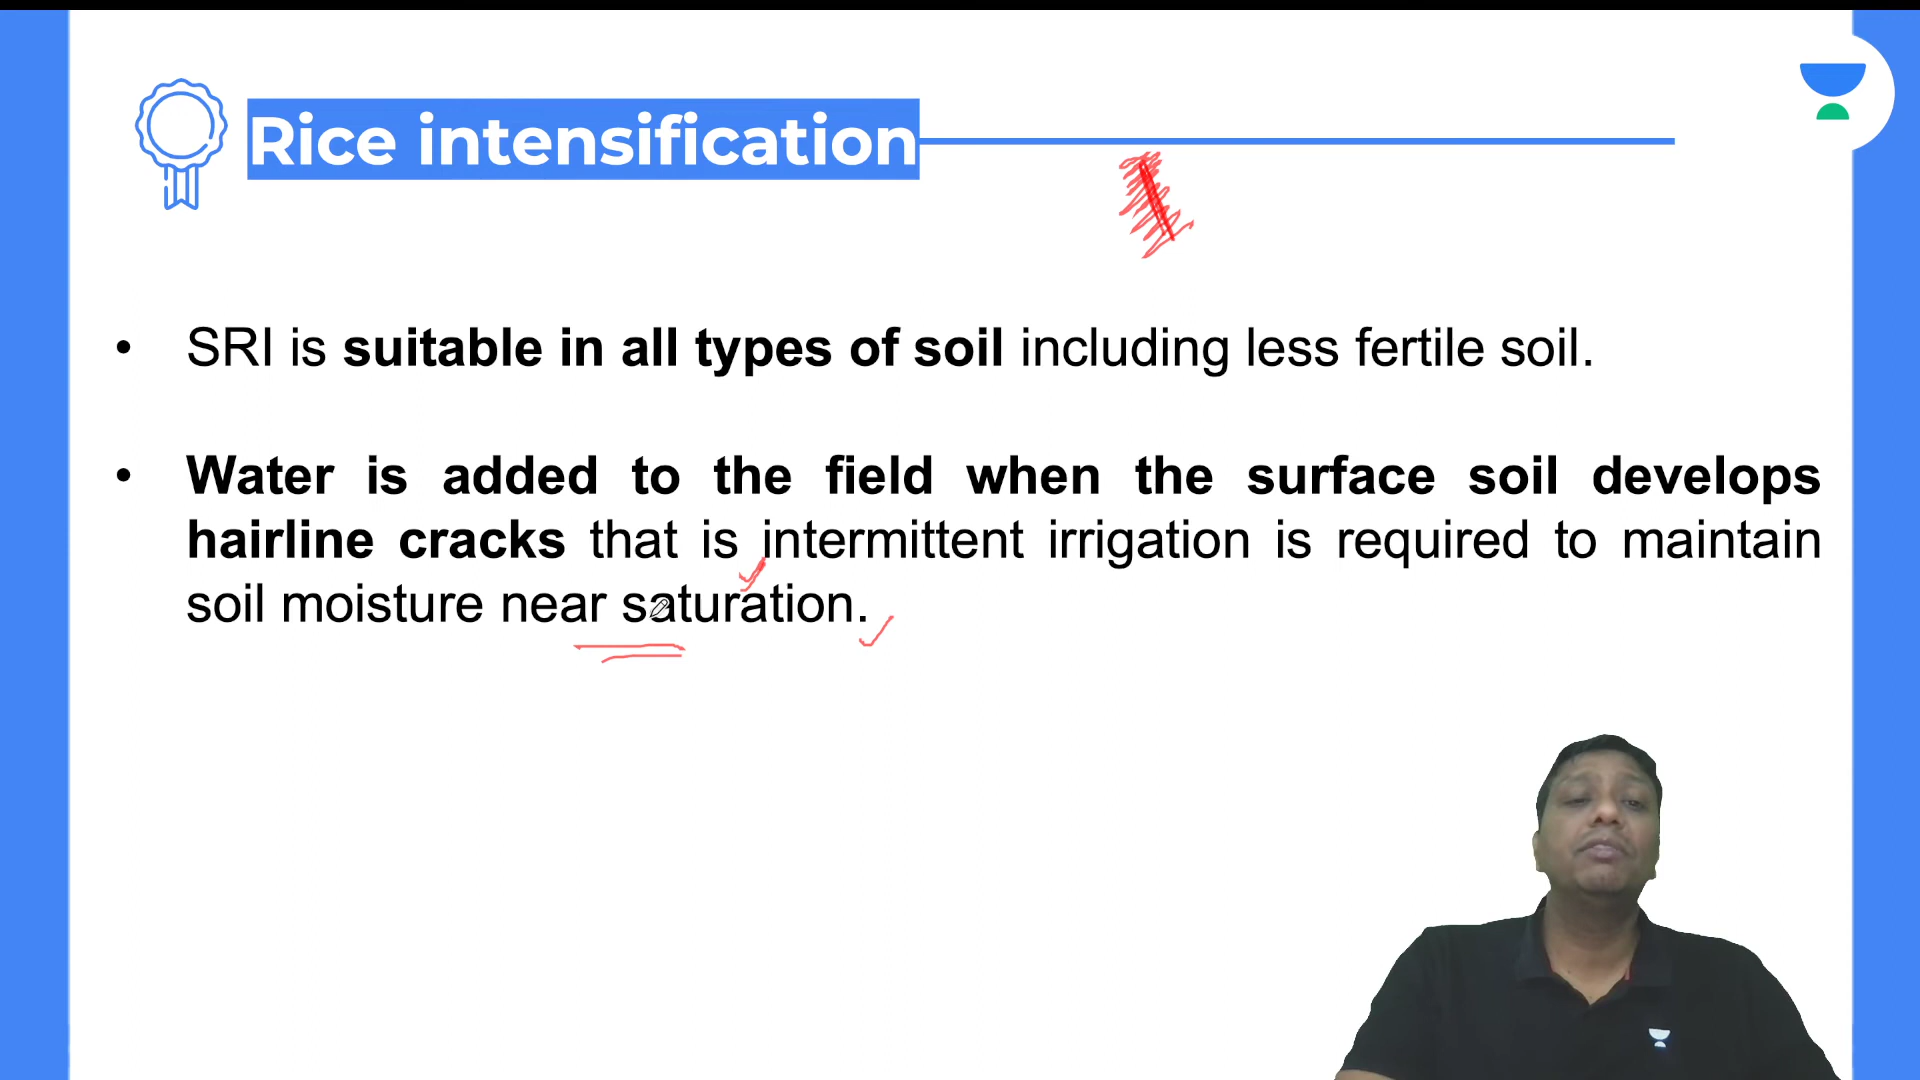 Rice intensification
• SRI is suitable in all types of soil including less fertile soil.
• Water is added to the field when the surface soil develops
hairline cracks that is intermittent irrigation is required to maintain
soil moisture near saturation.